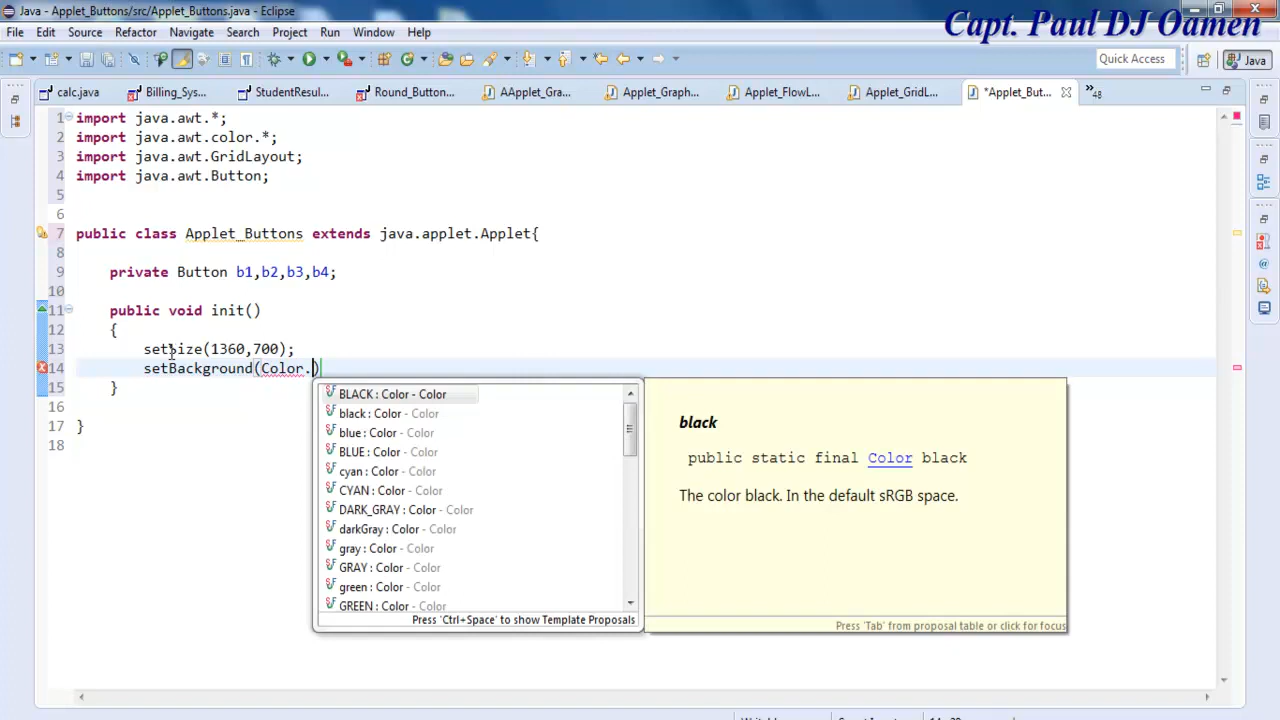 Java - Applet_Buttons/src/Applet_Buttons.java - Eclipse
Capt. Paul DJ Oamen
File Edit Source Refactor Navigate Search Project Run Window Help
Quick Access
Java
calc.java Billing_Sys... StudentResul... Round_Button... AApplet_Gra... Applet_Graph... Applet_FlowL... Applet_GridL... *Applet_But... »48
1 import java.awt.*;
2 import java.awt.color.*;
3 import java.awt.GridLayout;
4 import java.awt.Button;
5
6
7 public class Applet_Buttons extends java.applet.Applet{
8
9 private Button b1,b2,b3,b4;
10
11 public void init()
12 {
13 setSize(1360,700);
14 setBackground(Color.)
15 }
16
17 }
18
BLACK : Color - Color
black : Color - Color
blue : Color - Color
BLUE : Color - Color
cyan : Color - Color
CYAN : Color - Color
DARK_GRAY : Color - Color
darkGray : Color - Color
gray : Color - Color
GRAY : Color - Color
green : Color - Color
GREEN : Color - Color
Press 'Ctrl+Space' to show Template Proposals
black
public static final Color black
The color black. In the default sRGB space.
Press 'Tab' from proposal table or click for focus